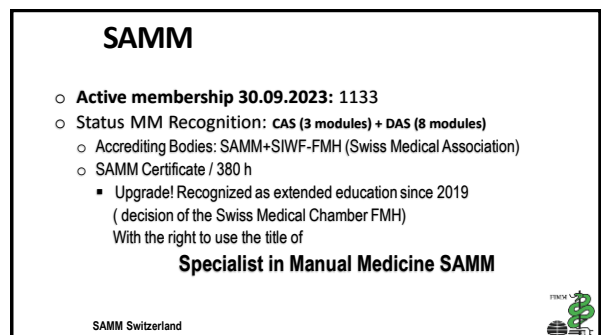 SAMM
○ Active membership 30.09.2023: 1133
○ Status MM Recognition: CAS (3 modules) + DAS (8 modules)
○ Accrediting Bodies: SAMM+SIWF-FMH (Swiss Medical Association)
○ SAMM Certificate / 380 h
▪ Upgrade! Recognized as extended education since 2019
( decision of the Swiss Medical Chamber FMH)
With the right to use the title of
Specialist in Manual Medicine SAMM
FIMM
SAMM Switzerland